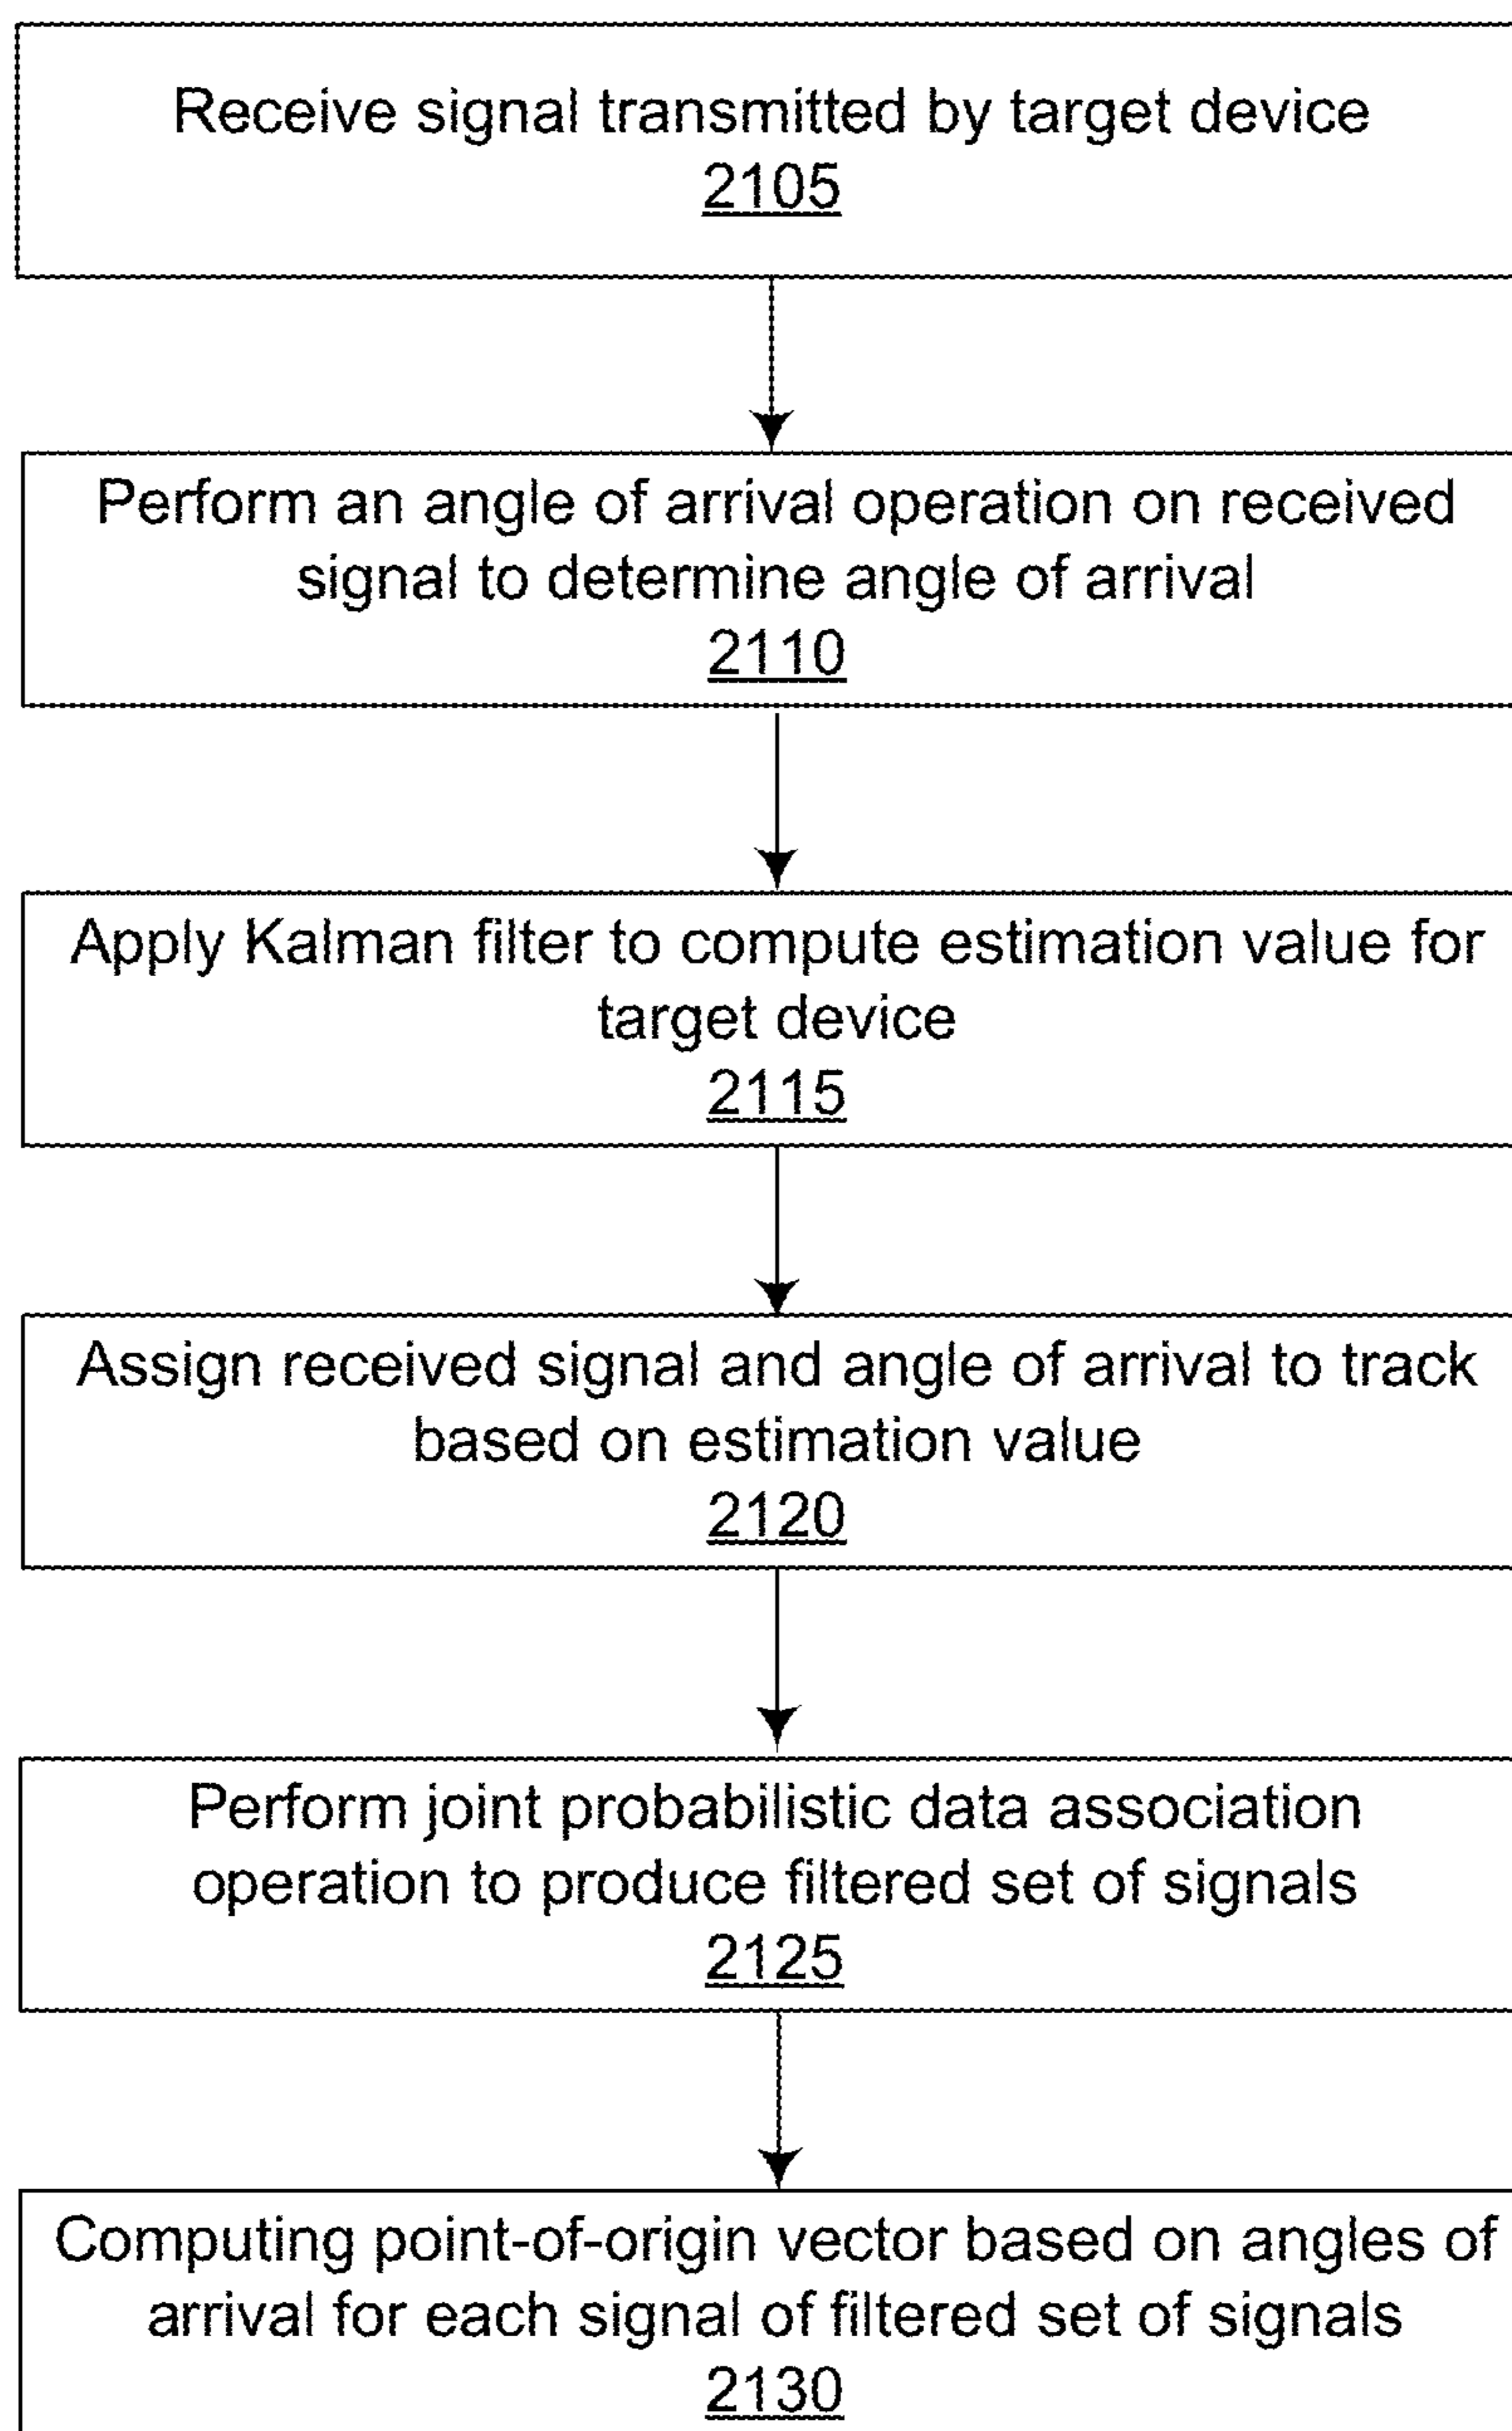 Receive signal transmitted by target device
2105
Perform an angle of arrival operation on received
signal to determine angle of arrival
2110
Apply Kalman filter to compute estimation value for
target device
2115
Assign received signal and angle of arrival to track
based on estimation value
2120
Perform joint probabilistic data association
operation to produce filtered set of signals
2125
Computing point-of-origin vector based on angles of
arrival for each signal of filtered set of signals
2130